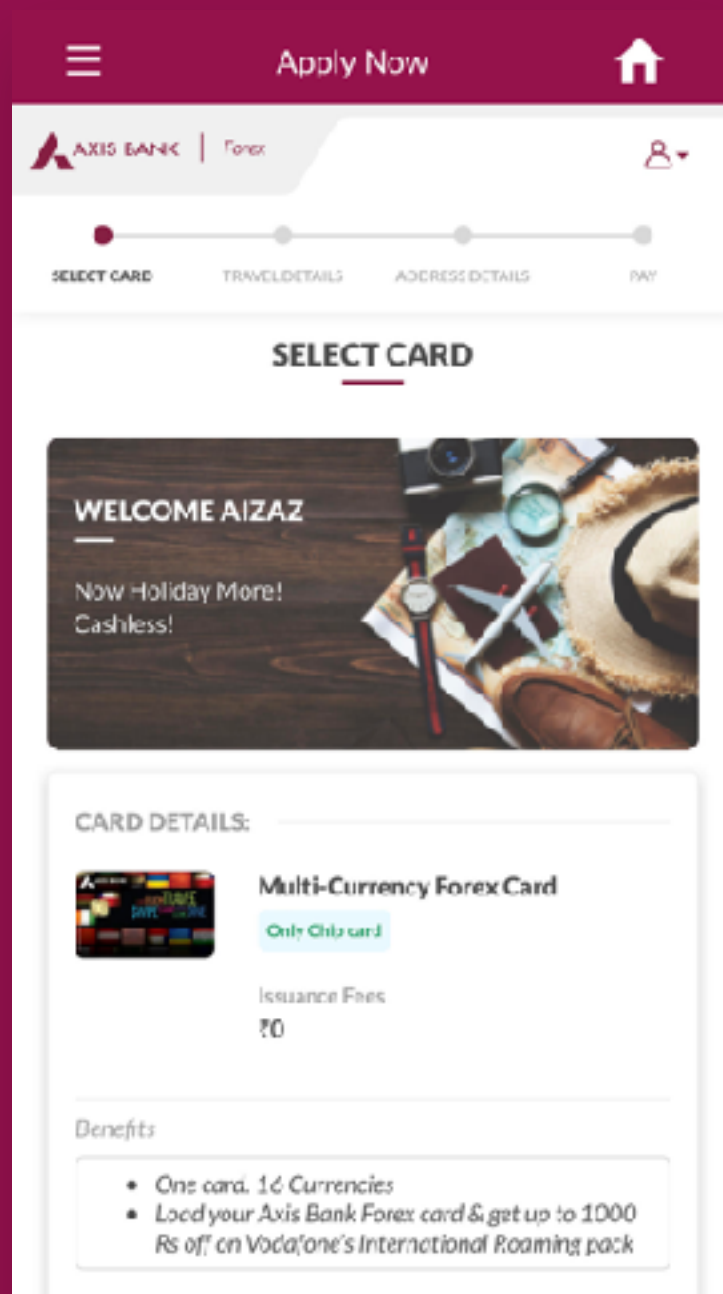 Apply Now
AXIS BANK | Forex
SELECT CARD
TRAVEL DETAILS
ADDRESS DETAILS
PAY
SELECT CARD
WELCOME AIZAZ
Now Holiday More!
Cashless!
CARD DETAILS:
Multi-Currency Forex Card
Only Chip card
Issuance Fees
₹0
Benefits
• One card, 16 Currencies
• Load your Axis Bank Forex card & get up to 1000
Rs off on Vodafone's International Roaming pack